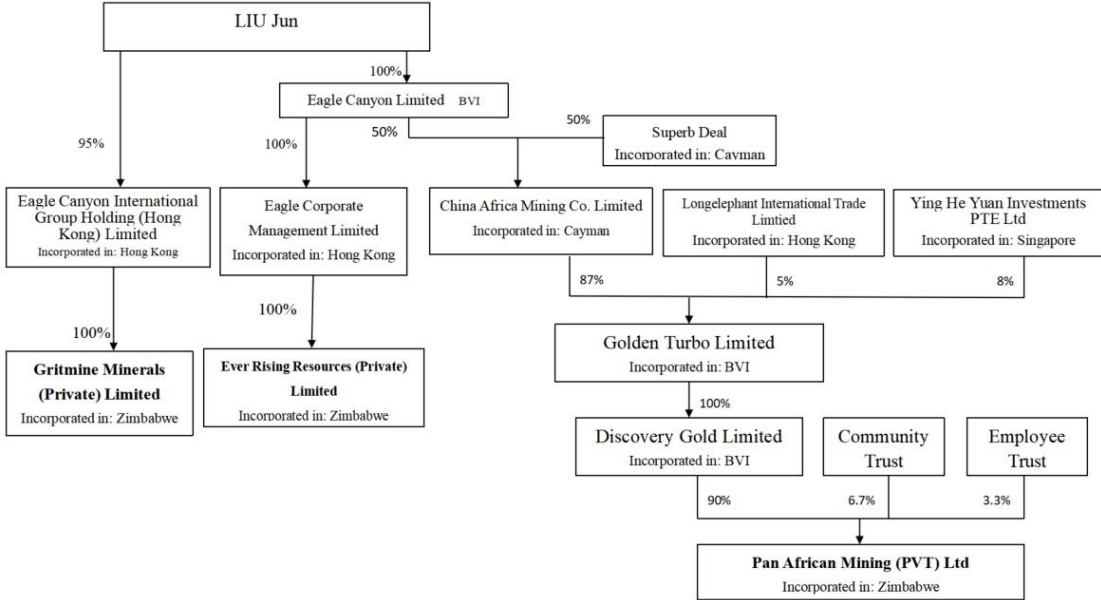 LIU Jun
100%
Eagle Canyon Limited BVI
95%
100%
50%
50%
Superb Deal
Incorporated in: Cayman
Eagle Canyon International
Group Holding (Hong
Kong) Limited
Incorporated in: Hong Kong
Eagle Corporate
Management Limited
Incorporated in: Hong Kong
China Africa Mining Co. Limited
Incorporated in: Cayman
Longelephant International Trade
Limtied
Incorporated in: Hong Kong
Ying He Yuan Investments
PTE Ltd
Incorporated in: Singapore
100%
100%
87%
5%
8%
Gritmine Minerals
(Private) Limited
Incorporated in: Zimbabwe
Ever Rising Resources (Private)
Limited
Incorporated in: Zimbabwe
Golden Turbo Limited
Incorporated in: BVI
100%
Discovery Gold Limited
Incorporated in: BVI
Community
Trust
Employee
Trust
90%
6.7%
3.3%
Pan African Mining (PVT) Ltd
Incorporated in: Zimbabwe